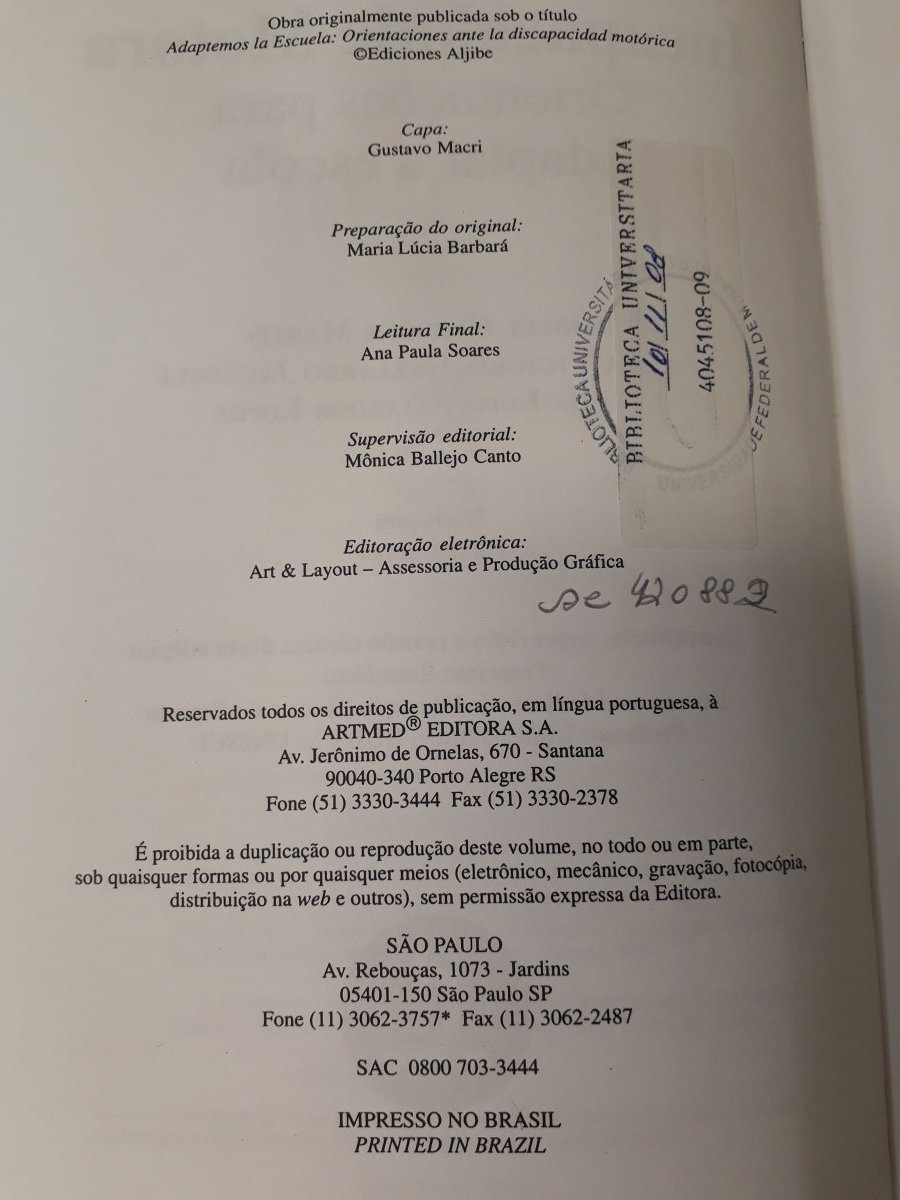 Obra originalmente publicada sob o título
Adaptemos la Escuela: Orientaciones ante la discapacidad motórica
©Ediciones Aljibe
Capa:
Gustavo Macri
Preparação do original:
Maria Lúcia Barbará
Leitura Final:
Ana Paula Soares
Supervisão editorial:
Mônica Ballejo Canto
Editoração eletrônica:
Art & Layout – Assessoria e Produção Gráfica
BIBLIOTECA UNIVERSITARIA
4045108-09
BLIOTECA UNIVERSITÁ
UNIVERSIDADE FEDERAL DE M
420882
Reservados todos os direitos de publicação, em língua portuguesa, à
ARTMED® EDITORA S.A.
Av. Jerônimo de Ornelas, 670 - Santana
90040-340 Porto Alegre RS
Fone (51) 3330-3444 Fax (51) 3330-2378
É proibida a duplicação ou reprodução deste volume, no todo ou em parte,
sob quaisquer formas ou por quaisquer meios (eletrônico, mecânico, gravação, fotocópia,
distribuição na web e outros), sem permissão expressa da Editora.
SÃO PAULO
Av. Rebouças, 1073 - Jardins
05401-150 São Paulo SP
Fone (11) 3062-3757* Fax (11) 3062-2487
SAC 0800 703-3444
IMPRESSO NO BRASIL
PRINTED IN BRAZIL